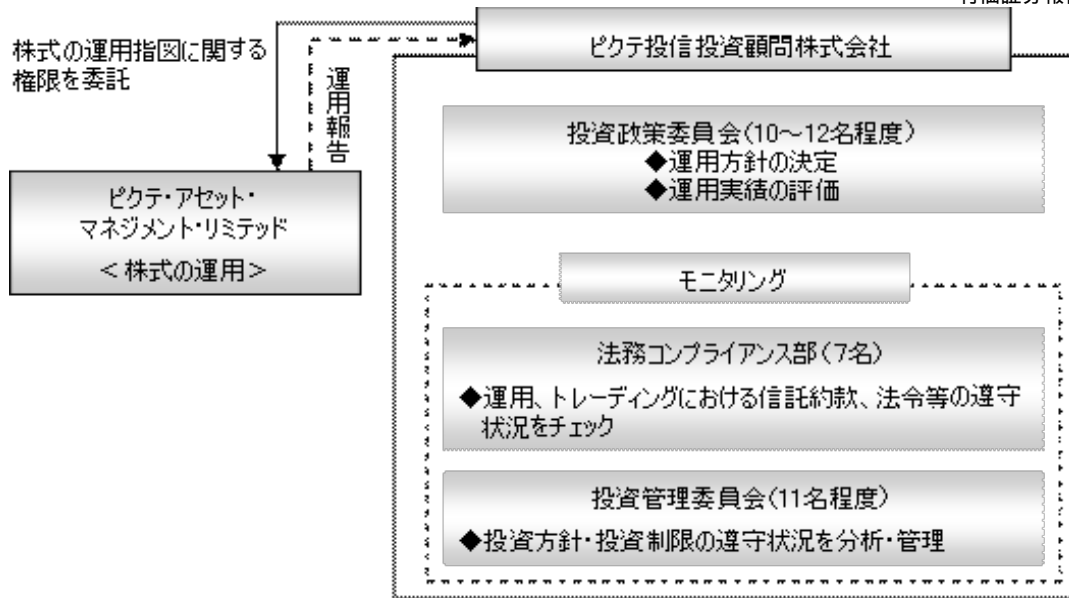 ピクテ投信投資顧問株式会社
株式の運用指図に関する
権限を委託
運用報告
投資政策委員会(10～12名程度)
◆運用方針の決定
◆運用実績の評価
ピクテ・アセット・
マネジメント・リミテッド
＜株式の運用＞
モニタリング
法務コンプライアンス部(7名)
◆運用、トレーディングにおける信託約款、法令等の遵守
状況をチェック
投資管理委員会(11名程度)
◆投資方針・投資制限の遵守状況を分析・管理